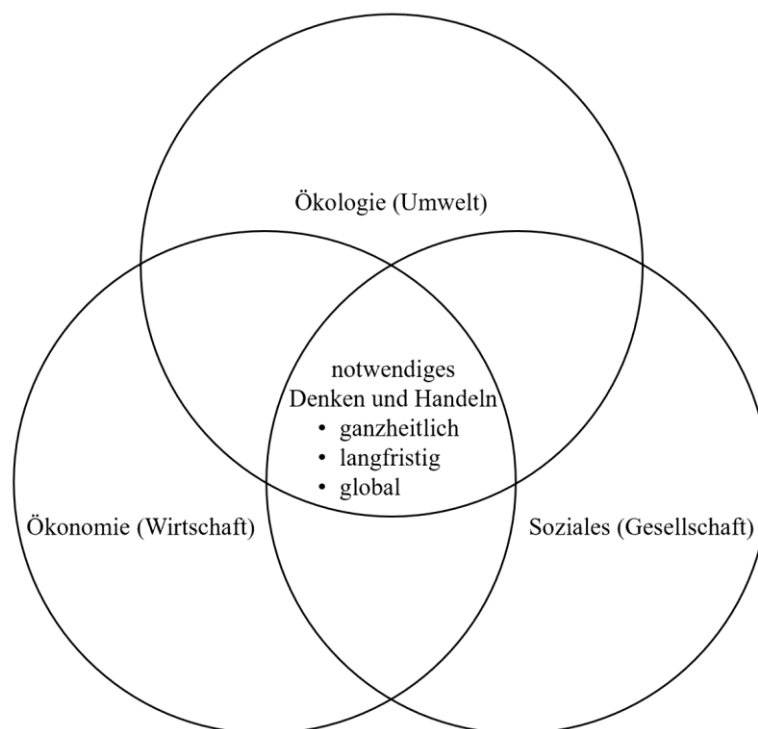 Ökologie (Umwelt)
notwendiges
Denken und Handeln
• ganzheitlich
• langfristig
• global
Ökonomie (Wirtschaft)
Soziales (Gesellschaft)